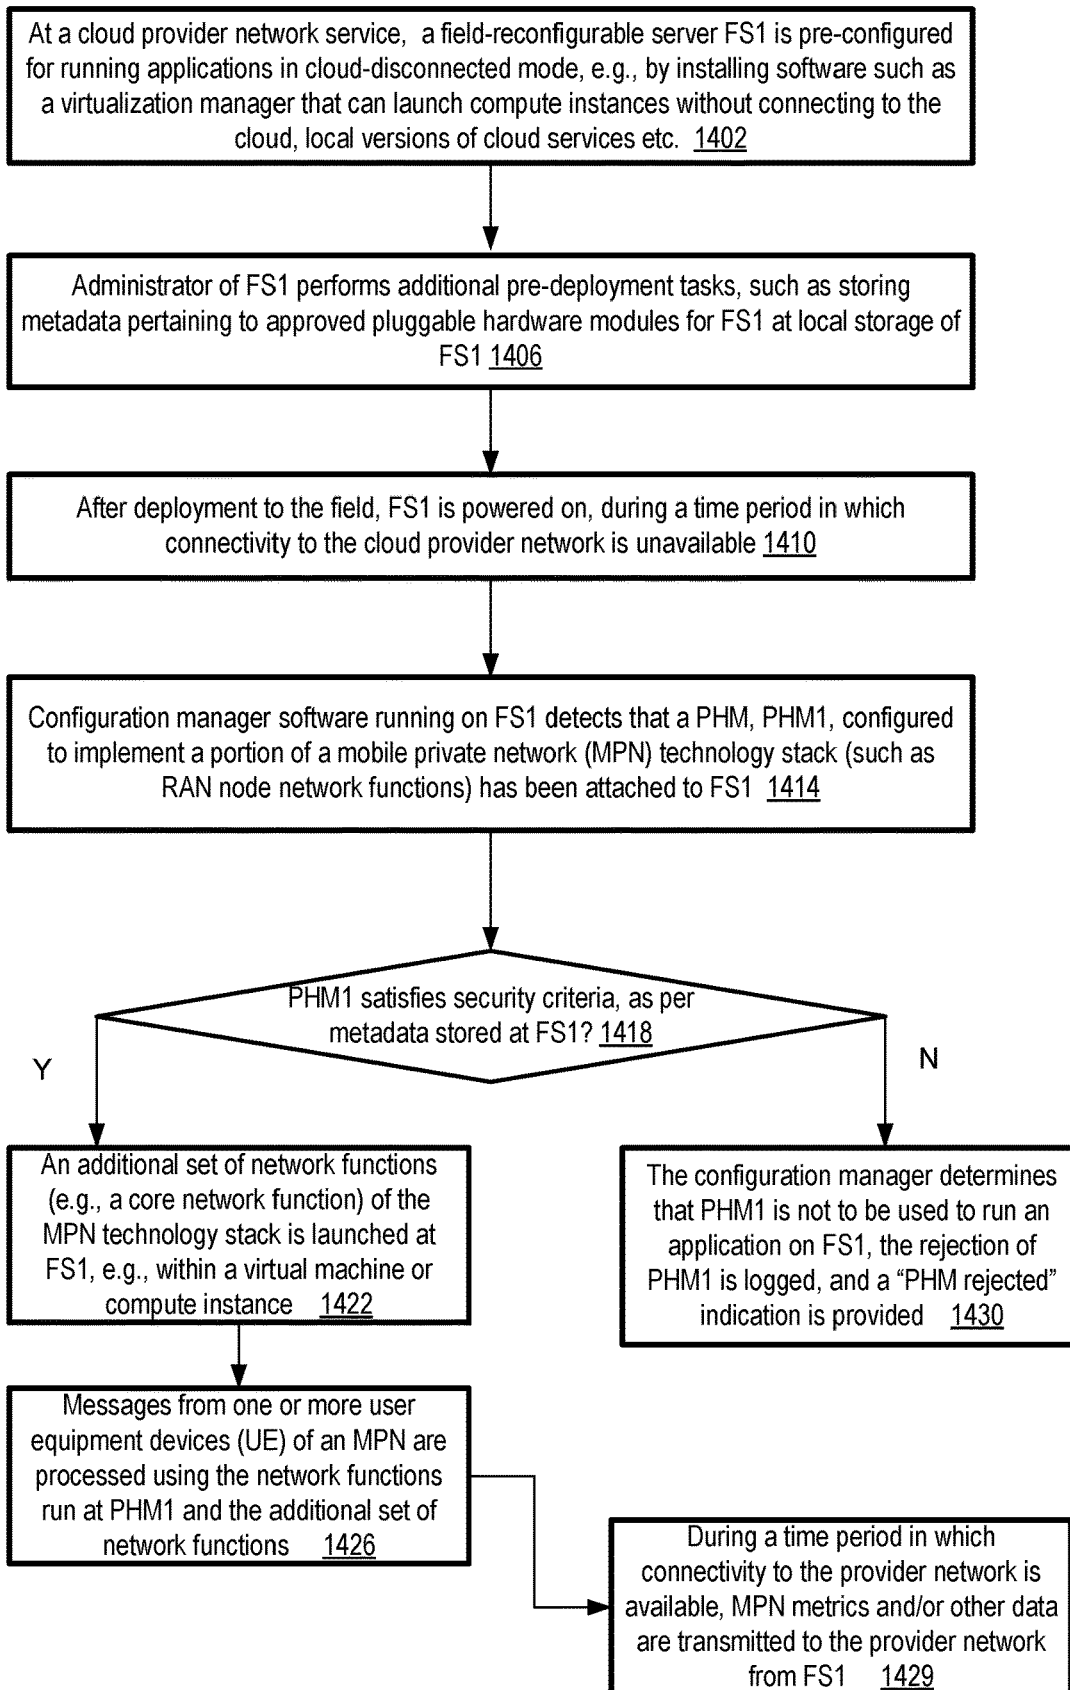 At a cloud provider network service, a field-reconfigurable server FS1 is pre-configured
for running applications in cloud-disconnected mode, e.g., by installing software such as
a virtualization manager that can launch compute instances without connecting to the
cloud, local versions of cloud services etc. 1402
Administrator of FS1 performs additional pre-deployment tasks, such as storing
metadata pertaining to approved pluggable hardware modules for FS1 at local storage of
FS1 1406
After deployment to the field, FS1 is powered on, during a time period in which
connectivity to the cloud provider network is unavailable 1410
Configuration manager software running on FS1 detects that a PHM, PHM1, configured
to implement a portion of a mobile private network (MPN) technology stack (such as
RAN node network functions) has been attached to FS1 1414
PHM1 satisfies security criteria, as per
metadata stored at FS1? 1418
Y
N
An additional set of network functions
(e.g., a core network function) of the
MPN technology stack is launched at
FS1, e.g., within a virtual machine or
compute instance 1422
The configuration manager determines
that PHM1 is not to be used to run an
application on FS1, the rejection of
PHM1 is logged, and a “PHM rejected”
indication is provided 1430
Messages from one or more user
equipment devices (UE) of an MPN are
processed using the network functions
run at PHM1 and the additional set of
network functions 1426
During a time period in which
connectivity to the provider network is
available, MPN metrics and/or other data
are transmitted to the provider network
from FS1 1429